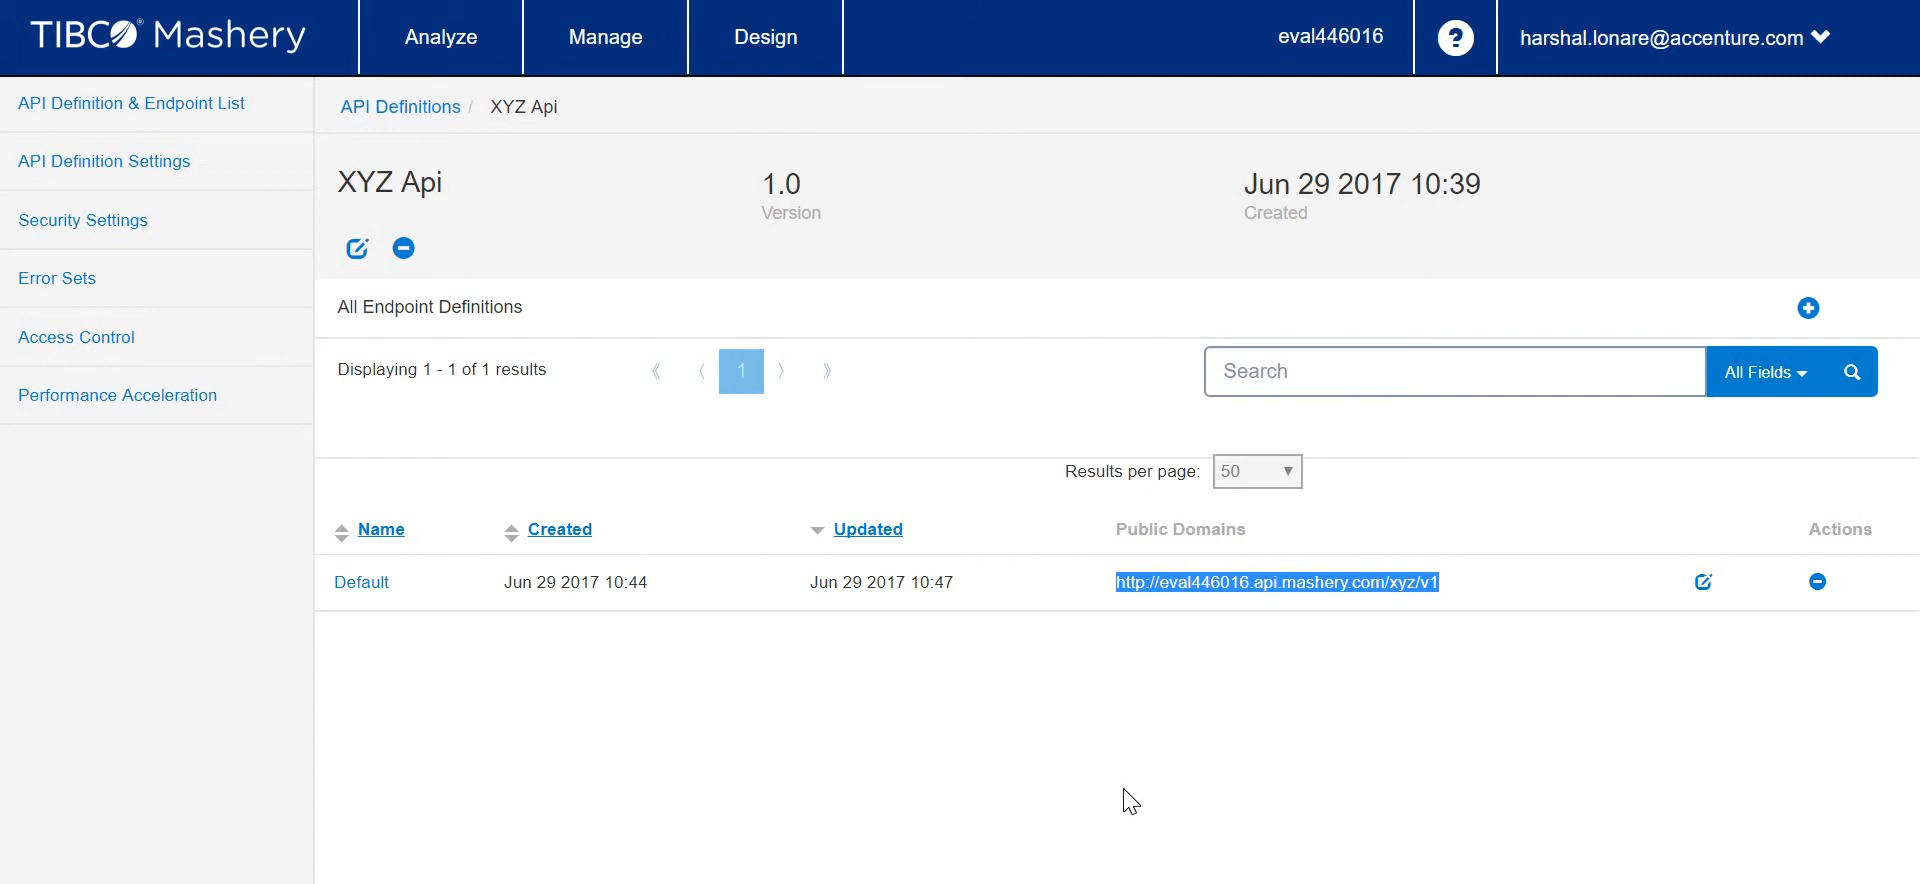 TIBCO® Mashery
Analyze
Manage
Design
eval446016
?
harshal.lonare@accenture.com
API Definition & Endpoint List
API Definition Settings
Security Settings
Error Sets
Access Control
Performance Acceleration
API Definitions / XYZ Api
XYZ Api
1.0
Version
Jun 29 2017 10:39
Created
All Endpoint Definitions
Displaying 1 - 1 of 1 results
《 〈 1 〉 》
Search
All Fields
Results per page: 50
Name Created Updated Public Domains Actions
Default Jun 29 2017 10:44 Jun 29 2017 10:47 http://eval446016.api.mashery.com/xyz/v1